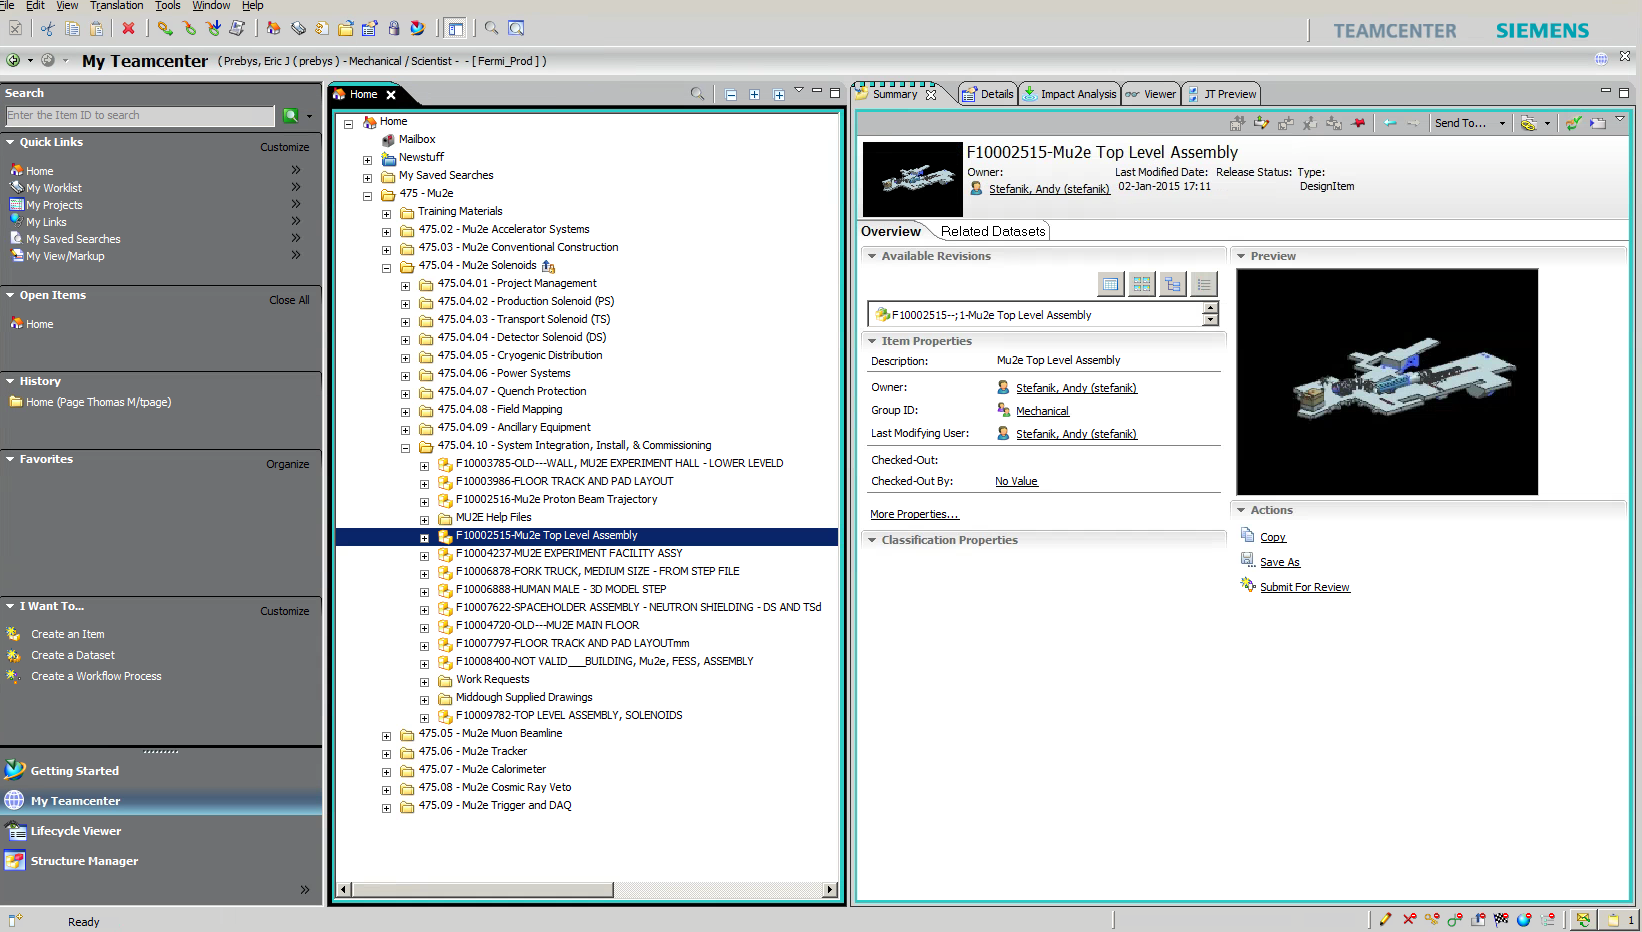 File Edit View Translation Tools Window Help
TEAMCENTER SIEMENS
My Teamcenter ( Prebys, Eric J ( prebys ) - Mechanical / Scientist - - [ Fermi_Prod ] )
Search
Enter the Item ID to search
Quick Links Customize
Home
My Worklist
My Projects
My Links
My Saved Searches
My View/Markup
Open Items Close All
Home
History
Home (Page Thomas M/tpage)
Favorites Organize
I Want To... Customize
Create an Item
Create a Dataset
Create a Workflow Process
Getting Started
My Teamcenter
Lifecycle Viewer
Structure Manager
Ready
Home
Home
Mailbox
Newstuff
My Saved Searches
475 - Mu2e
Training Materials
475.02 - Mu2e Accelerator Systems
475.03 - Mu2e Conventional Construction
475.04 - Mu2e Solenoids
475.04.01 - Project Management
475.04.02 - Production Solenoid (PS)
475.04.03 - Transport Solenoid (TS)
475.04.04 - Detector Solenoid (DS)
475.04.05 - Cryogenic Distribution
475.04.06 - Power Systems
475.04.07 - Quench Protection
475.04.08 - Field Mapping
475.04.09 - Ancillary Equipment
475.04.10 - System Integration, Install, & Commissioning
F10003785-OLD---WALL, MU2E EXPERIMENT HALL - LOWER LEVELD
F10003986-FLOOR TRACK AND PAD LAYOUT
F10002516-Mu2e Proton Beam Trajectory
MU2E Help Files
F10002515-Mu2e Top Level Assembly
F10004237-MU2E EXPERIMENT FACILITY ASSY
F10006878-FORK TRUCK, MEDIUM SIZE - FROM STEP FILE
F10006888-HUMAN MALE - 3D MODEL STEP
F10007622-SPACEHOLDER ASSEMBLY - NEUTRON SHIELDING - DS AND TSd
F10004720-OLD---MU2E MAIN FLOOR
F10007797-FLOOR TRACK AND PAD LAYOUTmm
F10008400-NOT VALID___BUILDING, Mu2e, FESS, ASSEMBLY
Work Requests
Middough Supplied Drawings
F10009782-TOP LEVEL ASSEMBLY, SOLENOIDS
475.05 - Mu2e Muon Beamline
475.06 - Mu2e Tracker
475.07 - Mu2e Calorimeter
475.08 - Mu2e Cosmic Ray Veto
475.09 - Mu2e Trigger and DAQ
Summary Details Impact Analysis Viewer JT Preview
Send To...
F10002515-Mu2e Top Level Assembly
Owner: Last Modified Date: Release Status: Type:
Stefanik, Andy (stefanik) 02-Jan-2015 17:11 DesignItem
Overview Related Datasets
Available Revisions
F10002515--;1-Mu2e Top Level Assembly
Item Properties
Description: Mu2e Top Level Assembly
Owner: Stefanik, Andy (stefanik)
Group ID: Mechanical
Last Modifying User: Stefanik, Andy (stefanik)
Checked-Out:
Checked-Out By: No Value
More Properties...
Classification Properties
Preview
Actions
Copy
Save As
Submit For Review
1